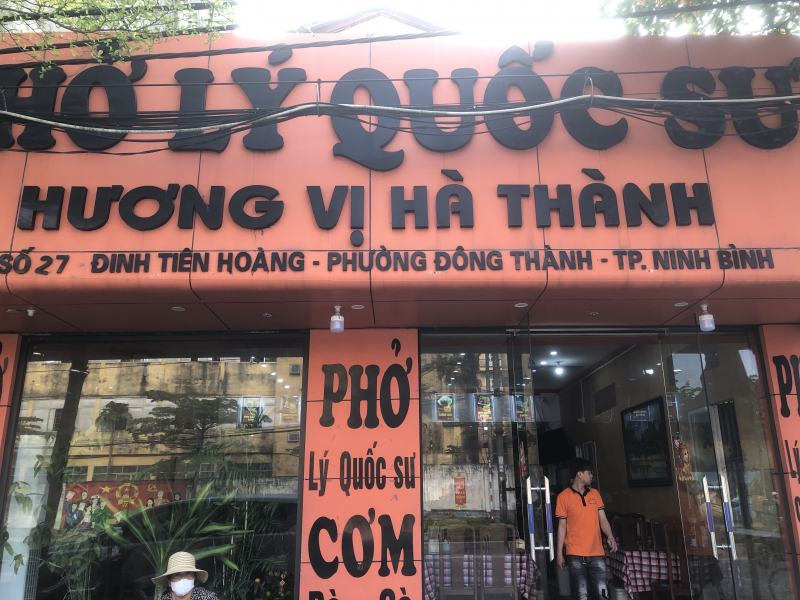 PHỞ LÝ QUỐC SƯ
HƯƠNG VỊ HÀ THÀNH
SỐ 27 - ĐINH TIÊN HOÀNG - PHƯỜNG ĐÔNG THÀNH - TP. NINH BÌNH
PHỞ
Lý Quốc sư
CƠM